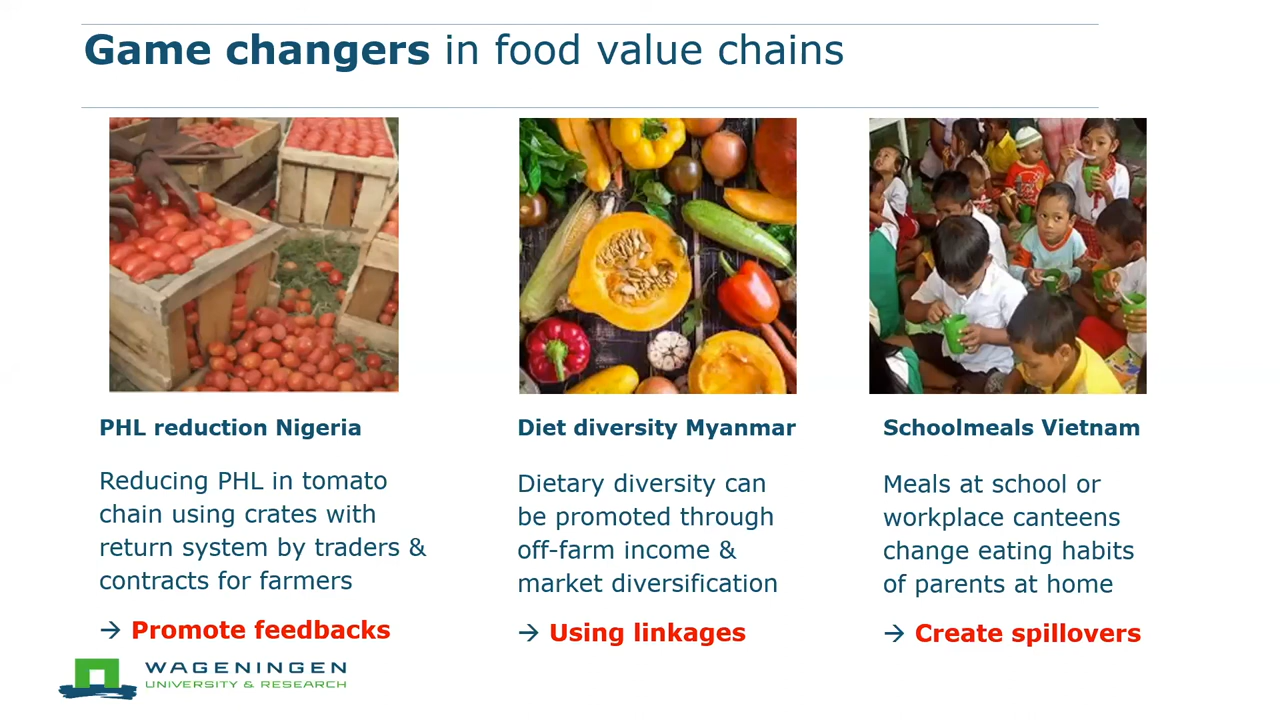 Game changers in food value chains
PHL reduction Nigeria
Reducing PHL in tomato
chain using crates with
return system by traders &
contracts for farmers
→ Promote feedbacks
Diet diversity Myanmar
Dietary diversity can
be promoted through
off-farm income &
market diversification
→ Using linkages
Schoolmeals Vietnam
Meals at school or
workplace canteens
change eating habits
of parents at home
→ Create spillovers
WAGENINGEN
UNIVERSITY & RESEARCH